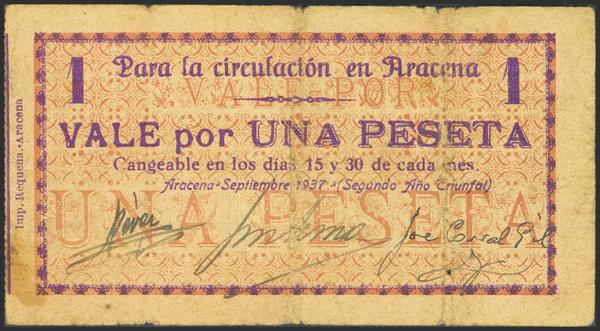 1 Para la circulación en Aracena 1
VALE POR
VALE por UNA PESETA
Cangeable en los días 15 y 30 de cada mes.
Aracena-Septiembre 1937-(Segundo Año Triunfal)
UNA PESETA
Imp. Requena.-Aracena